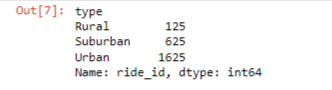 Out[7]: type
Rural 125
Suburban 625
Urban 1625
Name: ride_id, dtype: int64